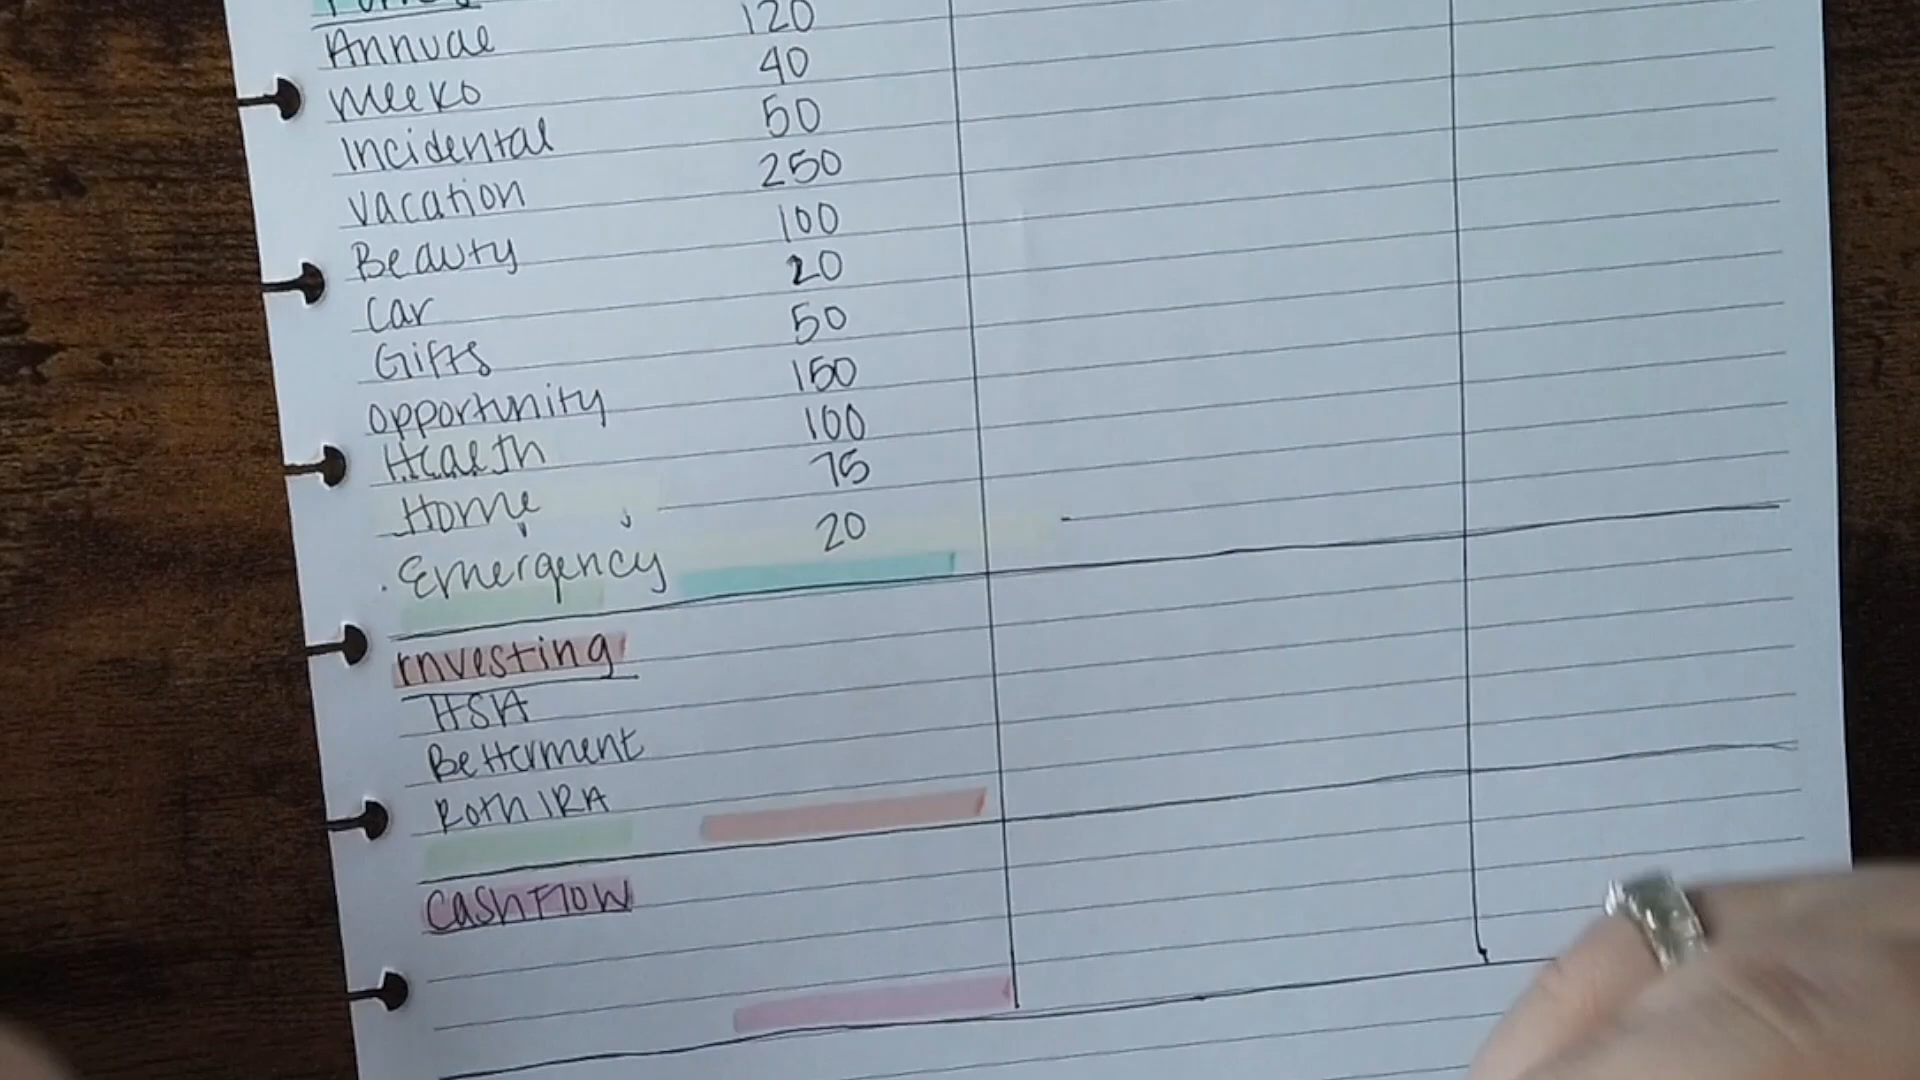 Annual 120
Meeko 40
Incidental 50
Vacation 250
Beauty 100
Car 20
Gifts 50
Opportunity 150
Health 100
Home 75
Emergency 20
Investing
HSA
Betterment
Roth IRA
Cashflow